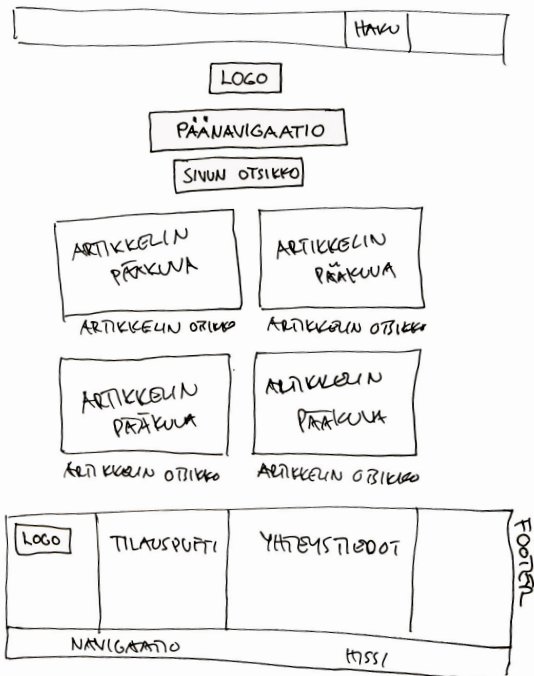 HAKU
LOGO
PÄÄNAVIGAATIO
SIVUN OTSIKKO
ARTIKKELIN
PÄÄKUVA
ARTIKKELIN
PÄÄKUVA
ARTIKKELIN OTSIKKO
ARTIKKELIN OTSIKKO
ARTIKKELIN
PÄÄKUVA
ARTIKKELIN
PÄÄKUVA
ARTIKKELIN OTSIKKO
ARTIKKELIN OTSIKKO
LOGO
TILAUSPUFFI
YHTEYSTIEDOT
FOOTER
NAVIGAATIO
HISSI